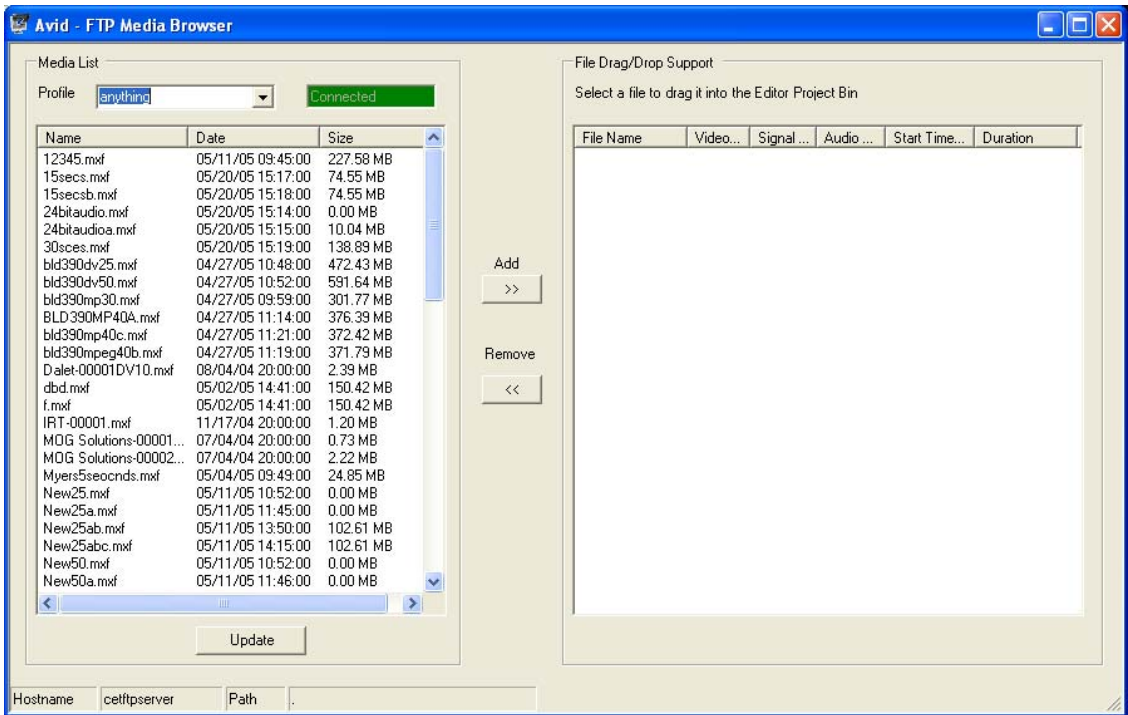 Avid - FTP Media Browser
Media List
Profile anything Connected
Name Date Size
12345.mxf 05/11/05 09:45:00 227.58 MB
15secs.mxf 05/20/05 15:17:00 74.55 MB
15secsb.mxf 05/20/05 15:18:00 74.55 MB
24bitaudio.mxf 05/20/05 15:14:00 0.00 MB
24bitaudioa.mxf 05/20/05 15:15:00 10.04 MB
30sces.mxf 05/20/05 15:19:00 138.89 MB
bld390dv25.mxf 04/27/05 10:48:00 472.43 MB
bld390dv50.mxf 04/27/05 10:52:00 591.64 MB
bld390mp30.mxf 04/27/05 09:59:00 301.77 MB
BLD390MP40A.mxf 04/27/05 11:14:00 376.39 MB
bld390mp40c.mxf 04/27/05 11:21:00 372.42 MB
bld390mpeg40b.mxf 04/27/05 11:19:00 371.79 MB
Dalet-00001DV10.mxf 08/04/04 20:00:00 2.39 MB
dbd.mxf 05/02/05 14:41:00 150.42 MB
f.mxf 05/02/05 14:41:00 150.42 MB
IRT-00001.mxf 11/17/04 20:00:00 1.20 MB
MOG Solutions-00001... 07/04/04 20:00:00 0.73 MB
MOG Solutions-00002... 07/04/04 20:00:00 2.22 MB
Myers5seocnds.mxf 05/04/05 09:49:00 24.85 MB
New25.mxf 05/11/05 10:52:00 0.00 MB
New25a.mxf 05/11/05 11:45:00 0.00 MB
New25ab.mxf 05/11/05 13:50:00 102.61 MB
New25abc.mxf 05/11/05 14:15:00 102.61 MB
New50.mxf 05/11/05 10:52:00 0.00 MB
New50a.mxf 05/11/05 11:46:00 0.00 MB
Update
Add
>>
Remove
<<
File Drag/Drop Support
Select a file to drag it into the Editor Project Bin
File Name Video... Signal ... Audio ... Start Time... Duration
Hostname cetftpserver Path .